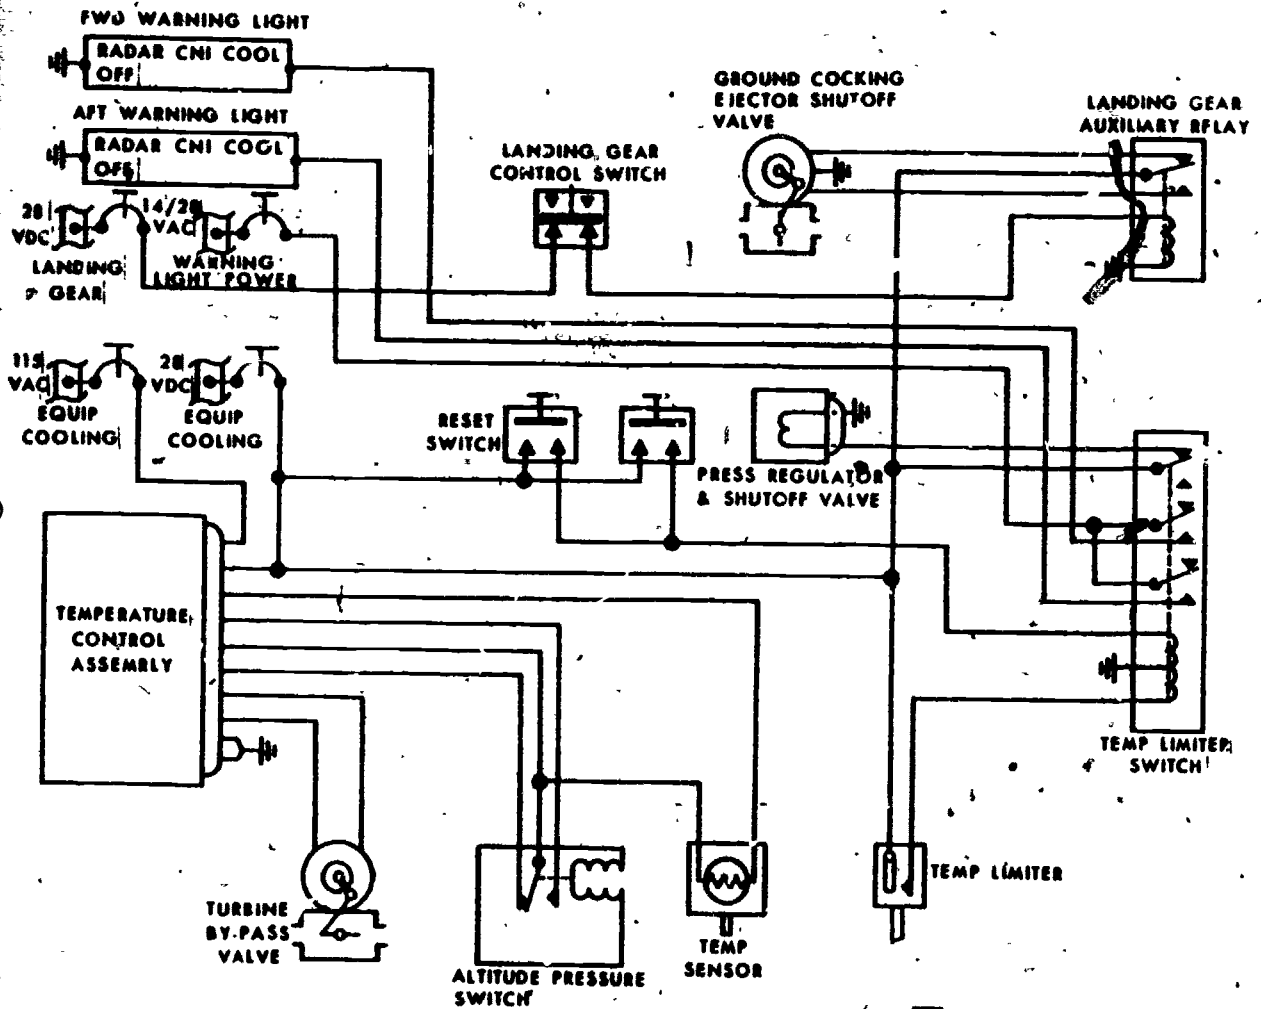 FWD WARNING LIGHT
RADAR CNI COOL
OFF
AFT WARNING LIGHT
RADAR CNI COOL
OFF
28
VDC
LANDING
GEAR
14/28
VAC
WARNING
LIGHT POWER
LANDING GEAR
CONTROL SWITCH
GROUND COCKING
EJECTOR SHUTOFF
VALVE
LANDING GEAR
AUXILIARY RELAY
115
VAC
EQUIP
COOLING
28
VDC
EQUIP
COOLING
RESET
SWITCH
PRESS REGULATOR
& SHUTOFF VALVE
TEMPERATURE
CONTROL
ASSEMBLY
TEMP LIMITER
SWITCH
TURBINE
BY-PASS
VALVE
ALTITUDE PRESSURE
SWITCH
TEMP
SENSOR
TEMP LIMITER